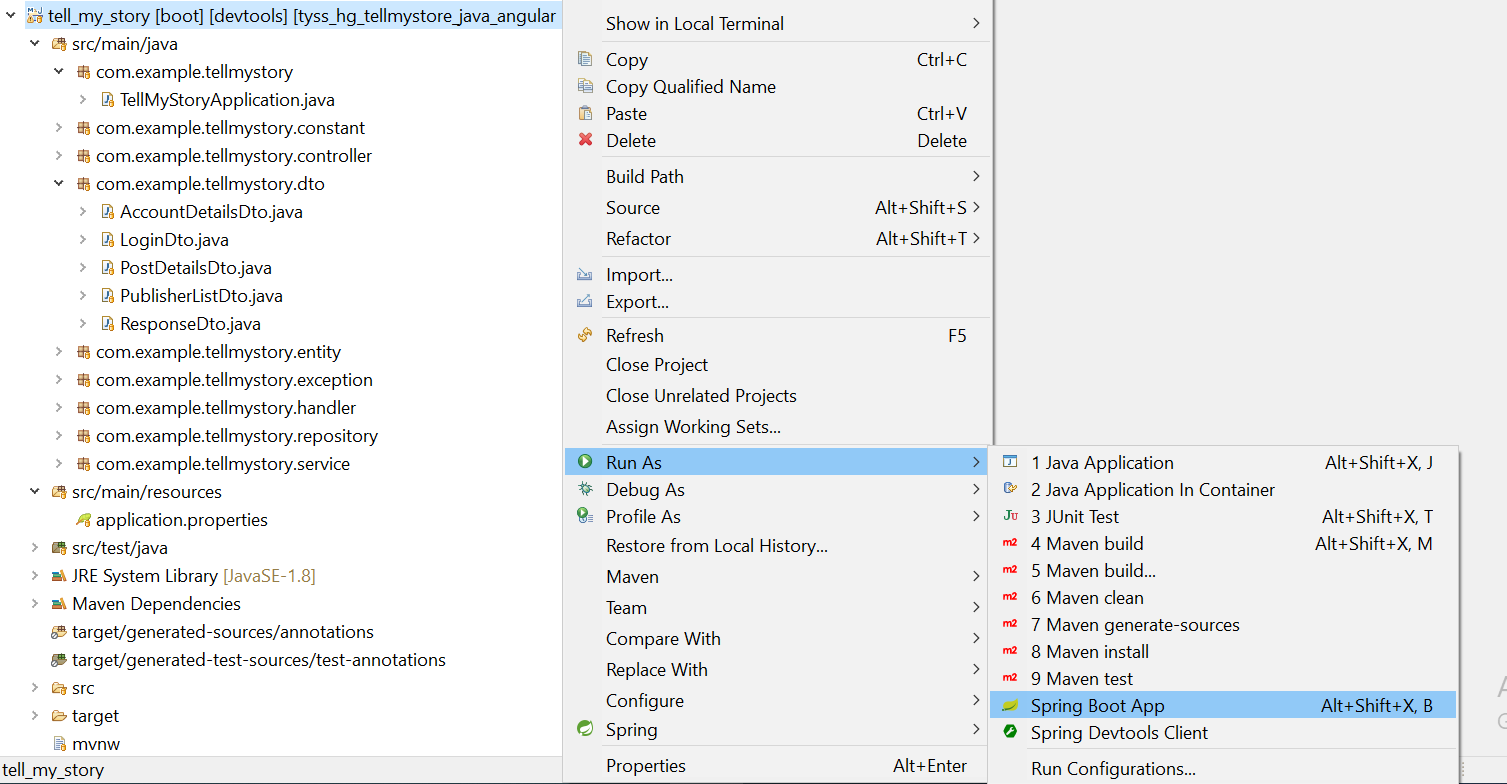 tell_my_story [boot] [devtools] [tyss_hg_tellmystore_java_angular
src/main/java
com.example.tellmystory
TellMyStoryApplication.java
com.example.tellmystory.constant
com.example.tellmystory.controller
com.example.tellmystory.dto
AccountDetailsDto.java
LoginDto.java
PostDetailsDto.java
PublisherListDto.java
ResponseDto.java
com.example.tellmystory.entity
com.example.tellmystory.exception
com.example.tellmystory.handler
com.example.tellmystory.repository
com.example.tellmystory.service
src/main/resources
application.properties
src/test/java
JRE System Library [JavaSE-1.8]
Maven Dependencies
target/generated-sources/annotations
target/generated-test-sources/test-annotations
src
target
mvnw
tell_my_story
Show in Local Terminal
Copy Ctrl+C
Copy Qualified Name
Paste Ctrl+V
Delete Delete
Build Path
Source Alt+Shift+S
Refactor Alt+Shift+T
Import...
Export...
Refresh F5
Close Project
Close Unrelated Projects
Assign Working Sets...
Run As
Debug As
Profile As
Restore from Local History...
Maven
Team
Compare With
Replace With
Configure
Spring
Properties Alt+Enter
1 Java Application Alt+Shift+X, J
2 Java Application In Container
3 JUnit Test Alt+Shift+X, T
4 Maven build Alt+Shift+X, M
5 Maven build...
6 Maven clean
7 Maven generate-sources
8 Maven install
9 Maven test
Spring Boot App Alt+Shift+X, B
Spring Devtools Client
Run Configurations...